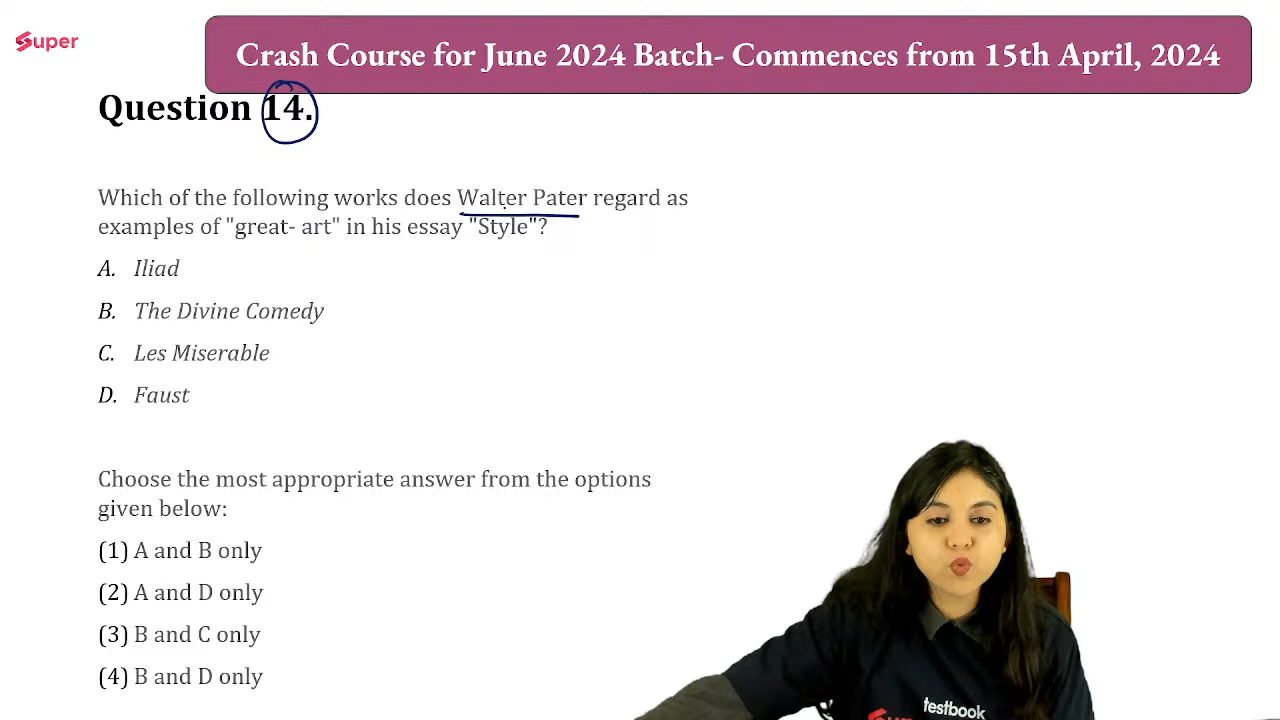 Super
Crash Course for June 2024 Batch- Commences from 15th April, 2024
Question 14.
Which of the following works does Walter Pater regard as
examples of "great- art" in his essay "Style"?
A. Iliad
B. The Divine Comedy
C. Les Miserable
D. Faust
Choose the most appropriate answer from the options
given below:
(1) A and B only
(2) A and D only
(3) B and C only
(4) B and D only
testbook